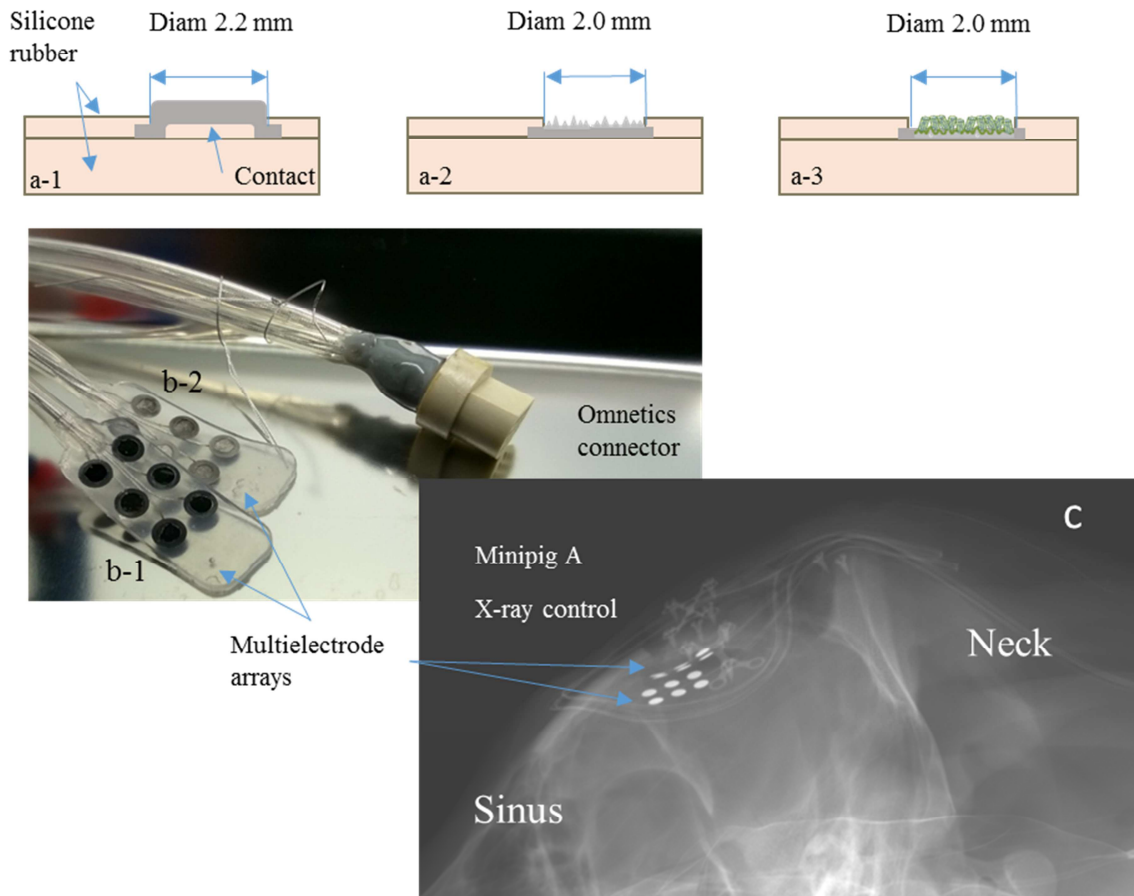 Silicone
rubber
Diam 2.2 mm
Diam 2.0 mm
Diam 2.0 mm
a-1
Contact
a-2
a-3
b-2
Omnetics
connector
b-1
Multielectrode
arrays
C
Minipig A
X-ray control
Neck
Sinus